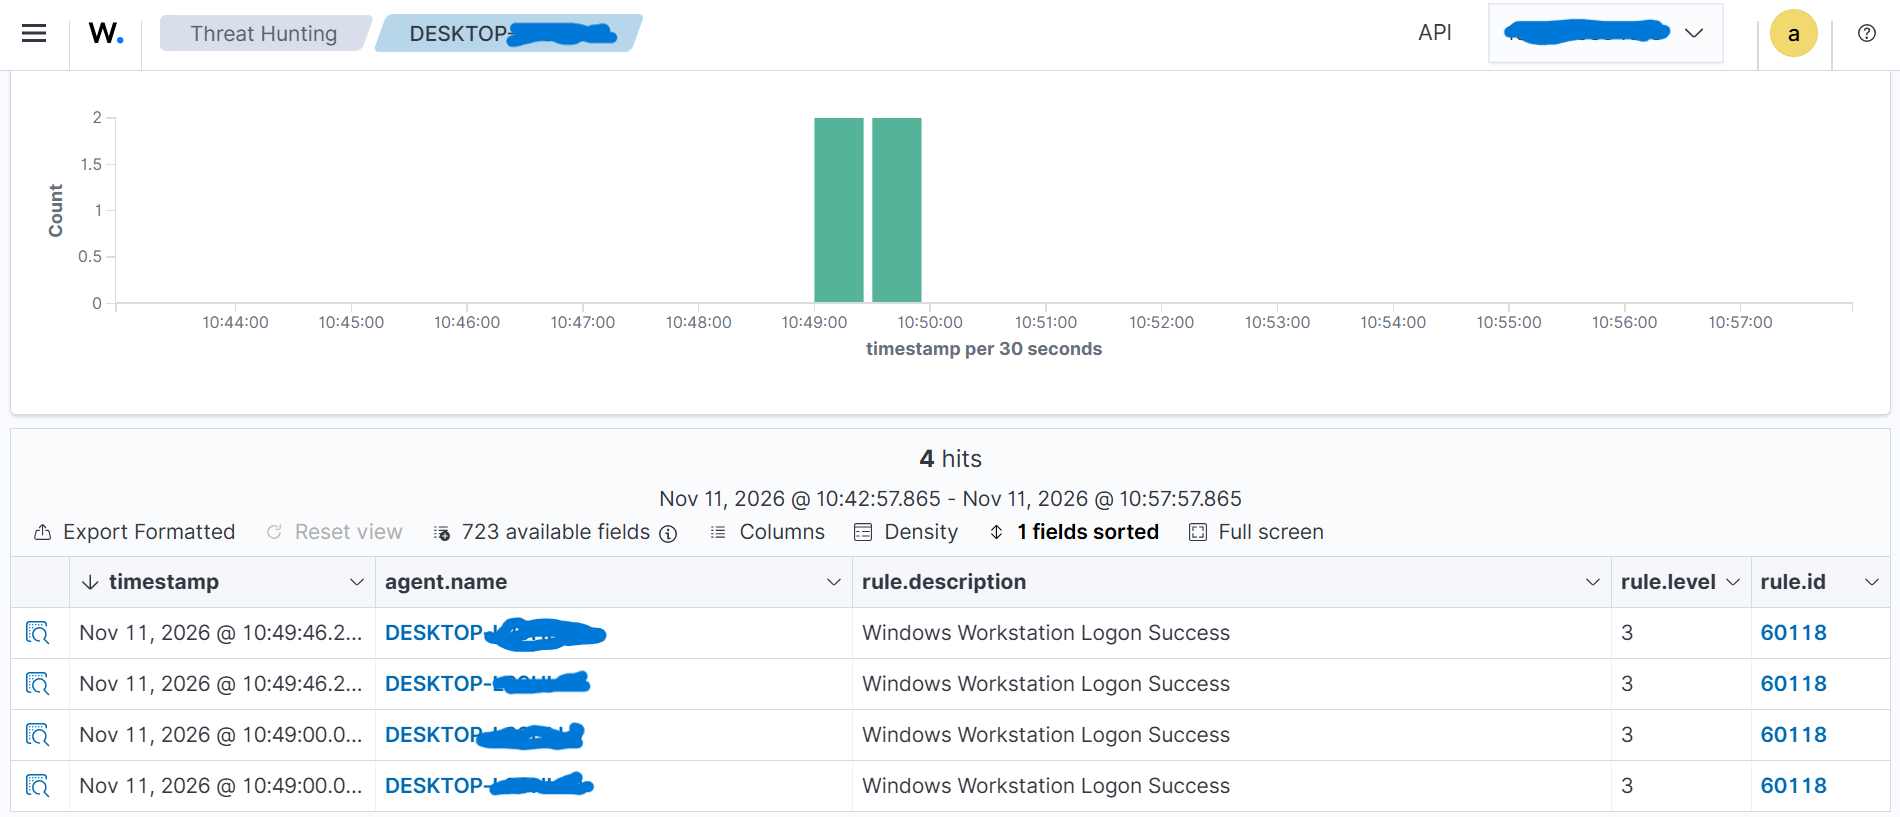 W. Threat Hunting DESKTOP- API a
2
1.5
1
0.5
0
Count
10:44:00 10:45:00 10:46:00 10:47:00 10:48:00 10:49:00 10:50:00 10:51:00 10:52:00 10:53:00 10:54:00 10:55:00 10:56:00 10:57:00
timestamp per 30 seconds
4 hits
Nov 11, 2026 @ 10:42:57.865 - Nov 11, 2026 @ 10:57:57.865
Export Formatted Reset view 723 available fields Columns Density 1 fields sorted Full screen
timestamp agent.name rule.description rule.level rule.id
Nov 11, 2026 @ 10:49:46.2... DESKTOP- Windows Workstation Logon Success 3 60118
Nov 11, 2026 @ 10:49:46.2... DESKTOP- Windows Workstation Logon Success 3 60118
Nov 11, 2026 @ 10:49:00.0... DESKTOP Windows Workstation Logon Success 3 60118
Nov 11, 2026 @ 10:49:00.0... DESKTOP- Windows Workstation Logon Success 3 60118